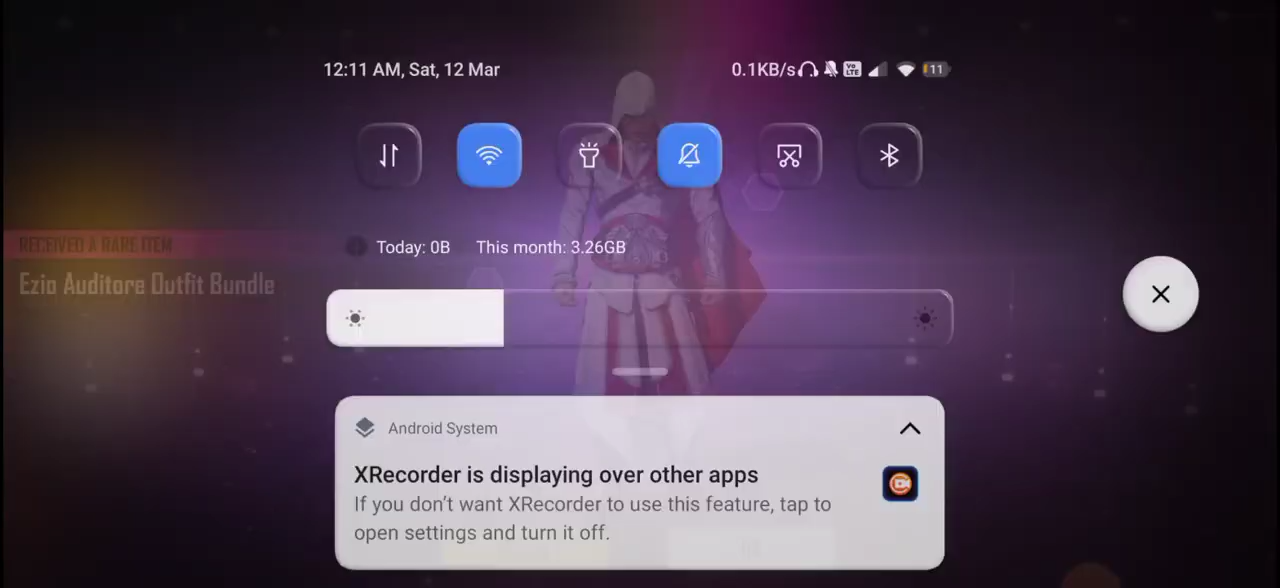 12:11 AM, Sat, 12 Mar
0.1KB/s
Vo LTE
11
Today: 0B
This month: 3.26GB
RECEIVED A RARE ITEM
Ezio Auditore Outfit Bundle
Android System
XRecorder is displaying over other apps
If you don't want XRecorder to use this feature, tap to
open settings and turn it off.